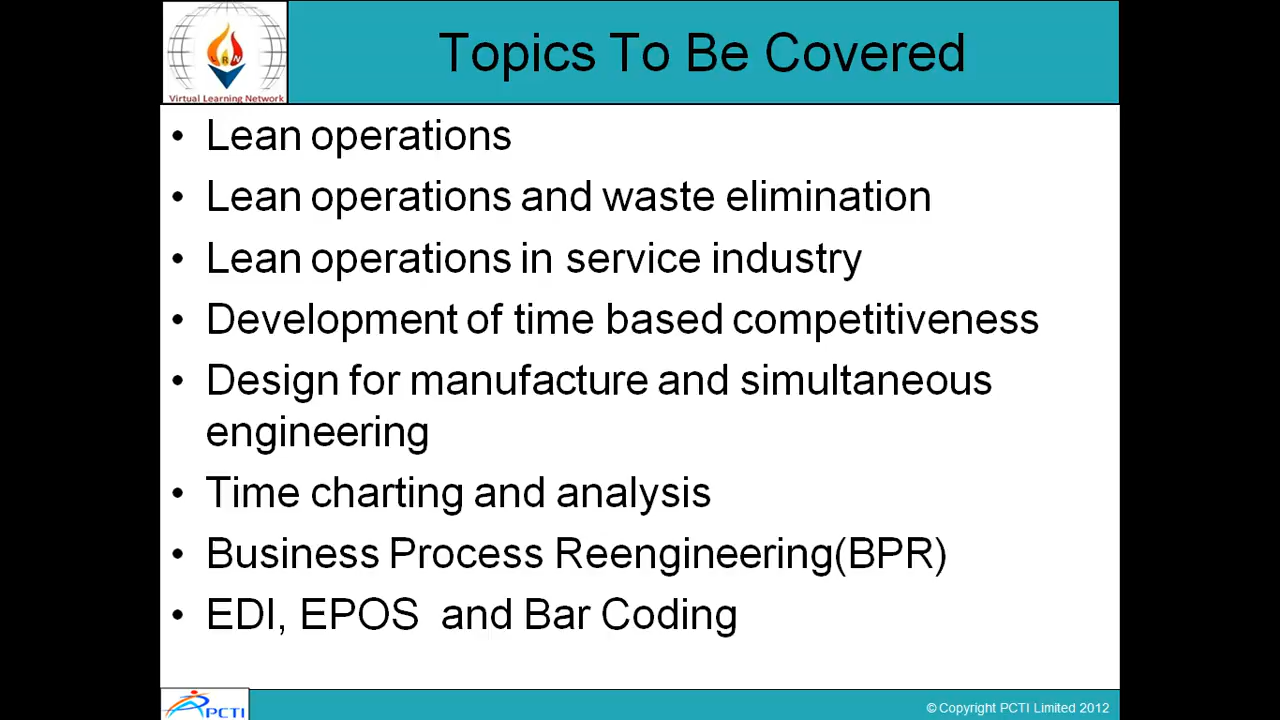 Topics To Be Covered
LRN
Virtual Learning Network
• Lean operations
• Lean operations and waste elimination
• Lean operations in service industry
• Development of time based competitiveness
• Design for manufacture and simultaneous
engineering
• Time charting and analysis
• Business Process Reengineering(BPR)
• EDI, EPOS and Bar Coding
PCTI
© Copyright PCTI Limited 2012